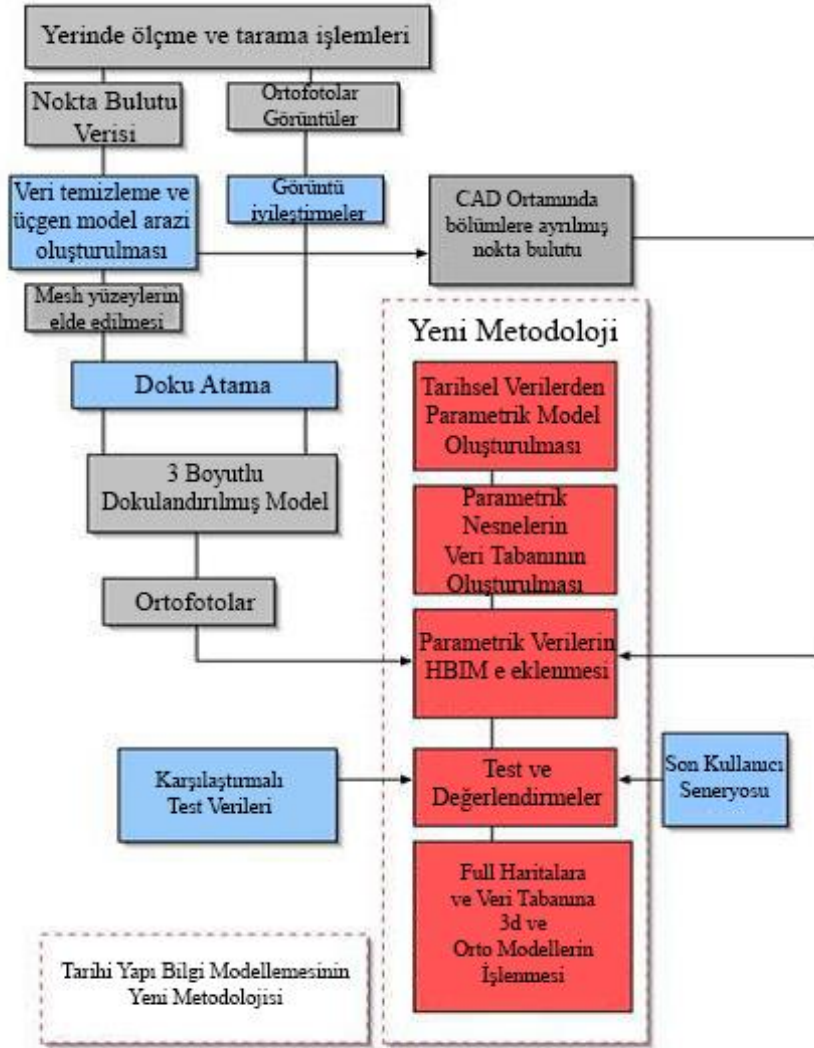 Yerinde ölçme ve tarama işlemleri
Nokta Bulutu
Verisi
Ortofotolar
Görüntüler
Veri temizleme ve
üçgen model arazi
oluşturulması
Görüntü
iyileştirmeler
CAD Ortamında
bölümlere ayrılmış
nokta bulutu
Mesh yüzeylerin
elde edilmesi
Doku Atama
3 Boyutlu
Dokulandırılmış Model
Ortofotolar
Yeni Metodoloji
Tarihsel Verilerden
Parametrik Model
Oluşturulması
Parametrik
Nesnelerin
Veri Tabanının
Oluşturulması
Parametrik Verilerin
HBIM e eklenmesi
Karşılaştırmalı
Test Verileri
Test ve
Değerlendirmeler
Son Kullanıcı
Seneryosu
Full Haritalara
ve Veri Tabanına
3d ve
Orto Modellerin
İşlenmesi
Tarihi Yapı Bilgi Modellemesinin
Yeni Metodolojisi